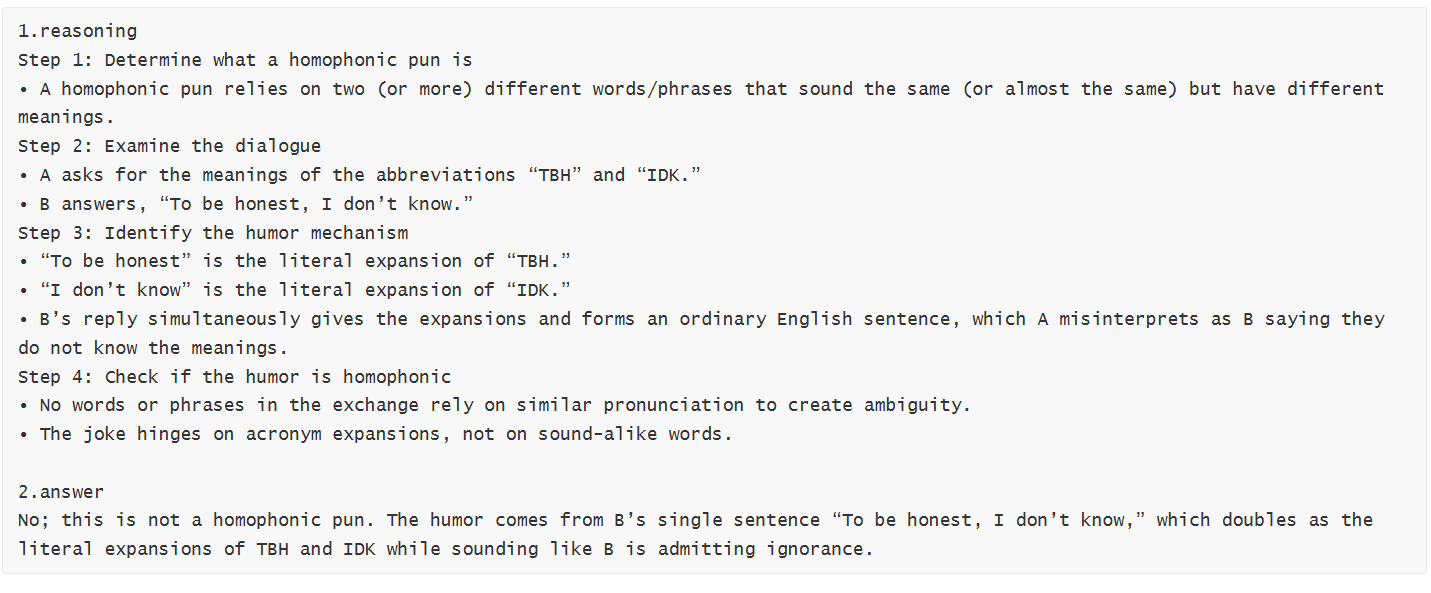 1.reasoning
Step 1: Determine what a homophonic pun is
• A homophonic pun relies on two (or more) different words/phrases that sound the same (or almost the same) but have different
meanings.
Step 2: Examine the dialogue
• A asks for the meanings of the abbreviations “TBH” and “IDK.”
• B answers, “To be honest, I don’t know.”
Step 3: Identify the humor mechanism
• “To be honest” is the literal expansion of “TBH.”
• “I don’t know” is the literal expansion of “IDK.”
• B’s reply simultaneously gives the expansions and forms an ordinary English sentence, which A misinterprets as B saying they
do not know the meanings.
Step 4: Check if the humor is homophonic
• No words or phrases in the exchange rely on similar pronunciation to create ambiguity.
• The joke hinges on acronym expansions, not on sound-alike words.
2.answer
No; this is not a homophonic pun. The humor comes from B’s single sentence “To be honest, I don’t know,” which doubles as the
literal expansions of TBH and IDK while sounding like B is admitting ignorance.